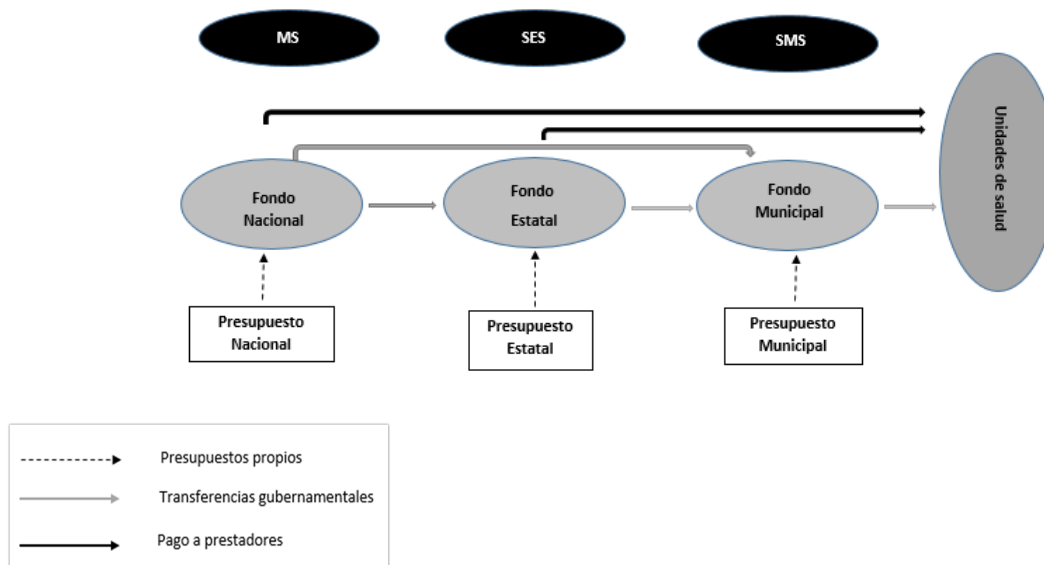 MS
SES
SMS
Unidades de salud
Fondo
Nacional
Fondo
Estatal
Fondo
Municipal
Presupuesto
Nacional
Presupuesto
Estatal
Presupuesto
Municipal
Presupuestos propios
Transferencias gubernamentales
Pago a prestadores